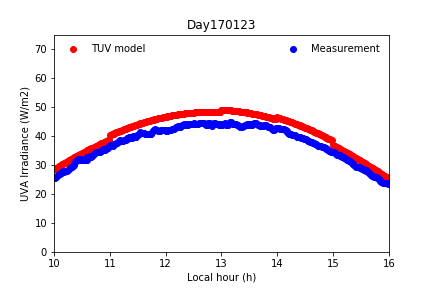 Day170123
TUV model
Measurement
UVA Irradiance (W/m2)
70
60
50
40
30
20
10
0
10 11 12 13 14 15 16
Local hour (h)